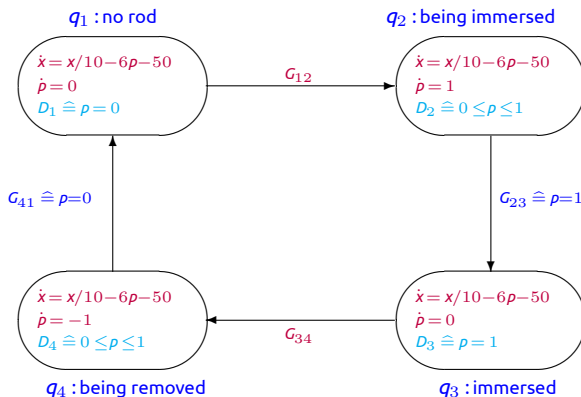 q₁ : no rod
q₂ : being immersed
ẋ = x/10−6p−50
ṗ = 0
D₁ ≙ p = 0
G₁₂
ẋ = x/10−6p−50
ṗ = 1
D₂ ≙ 0 ≤ p ≤ 1
G₄₁ ≙ p=0
G₂₃ ≙ p=1
ẋ = x/10−6p−50
ṗ = −1
D₄ ≙ 0 ≤ p ≤ 1
G₃₄
ẋ = x/10−6p−50
ṗ = 0
D₃ ≙ p = 1
q₄ : being removed
q₃ : immersed